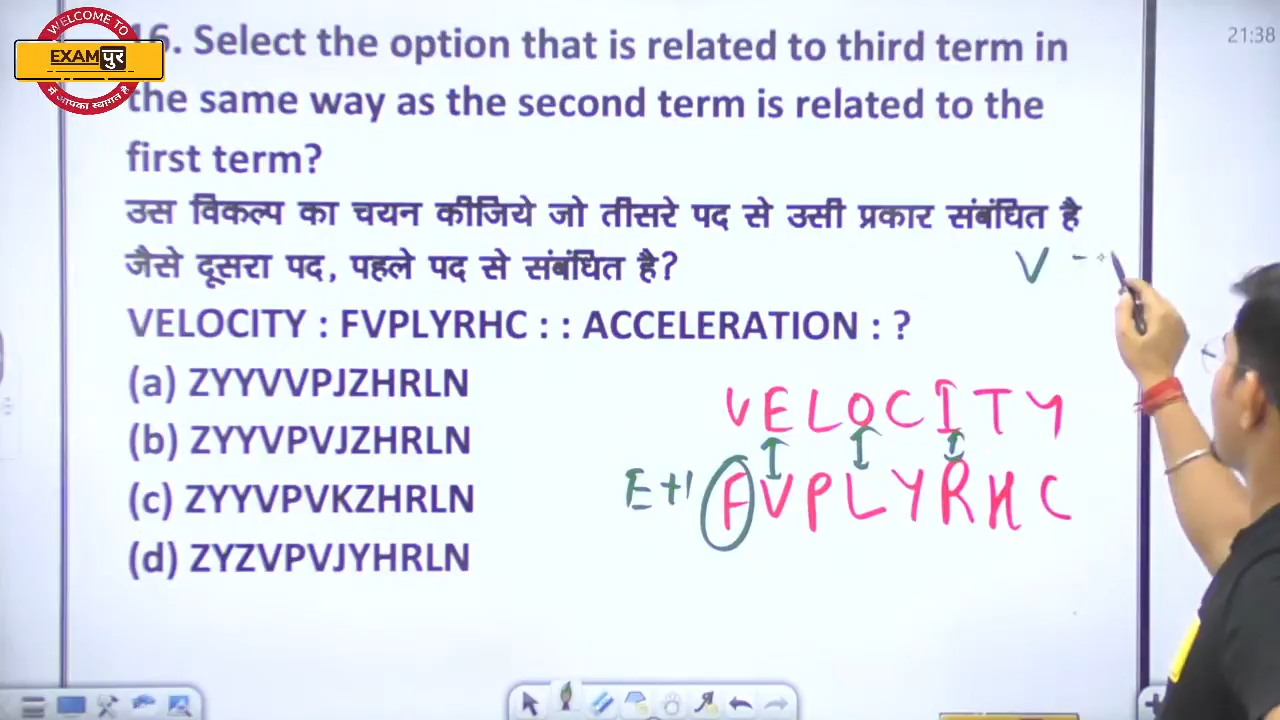 WELCOME TO
EXAMपुर
में आपका स्वागत है
16. Select the option that is related to third term in
the same way as the second term is related to the
first term?
उस विकल्प का चयन कीजिये जो तीसरे पद से उसी प्रकार संबंधित है
जैसे दूसरा पद, पहले पद से संबंधित है?
VELOCITY : FVPLYRHC : : ACCELERATION : ?
(a) ZYYVVPJZHRLN
(b) ZYYVPVJZHRLN
(c) ZYYVPVKZHRLN
(d) ZYZVPVJYHRLN
21:38
V
VELOCITY
E+1 FVPLYRHC